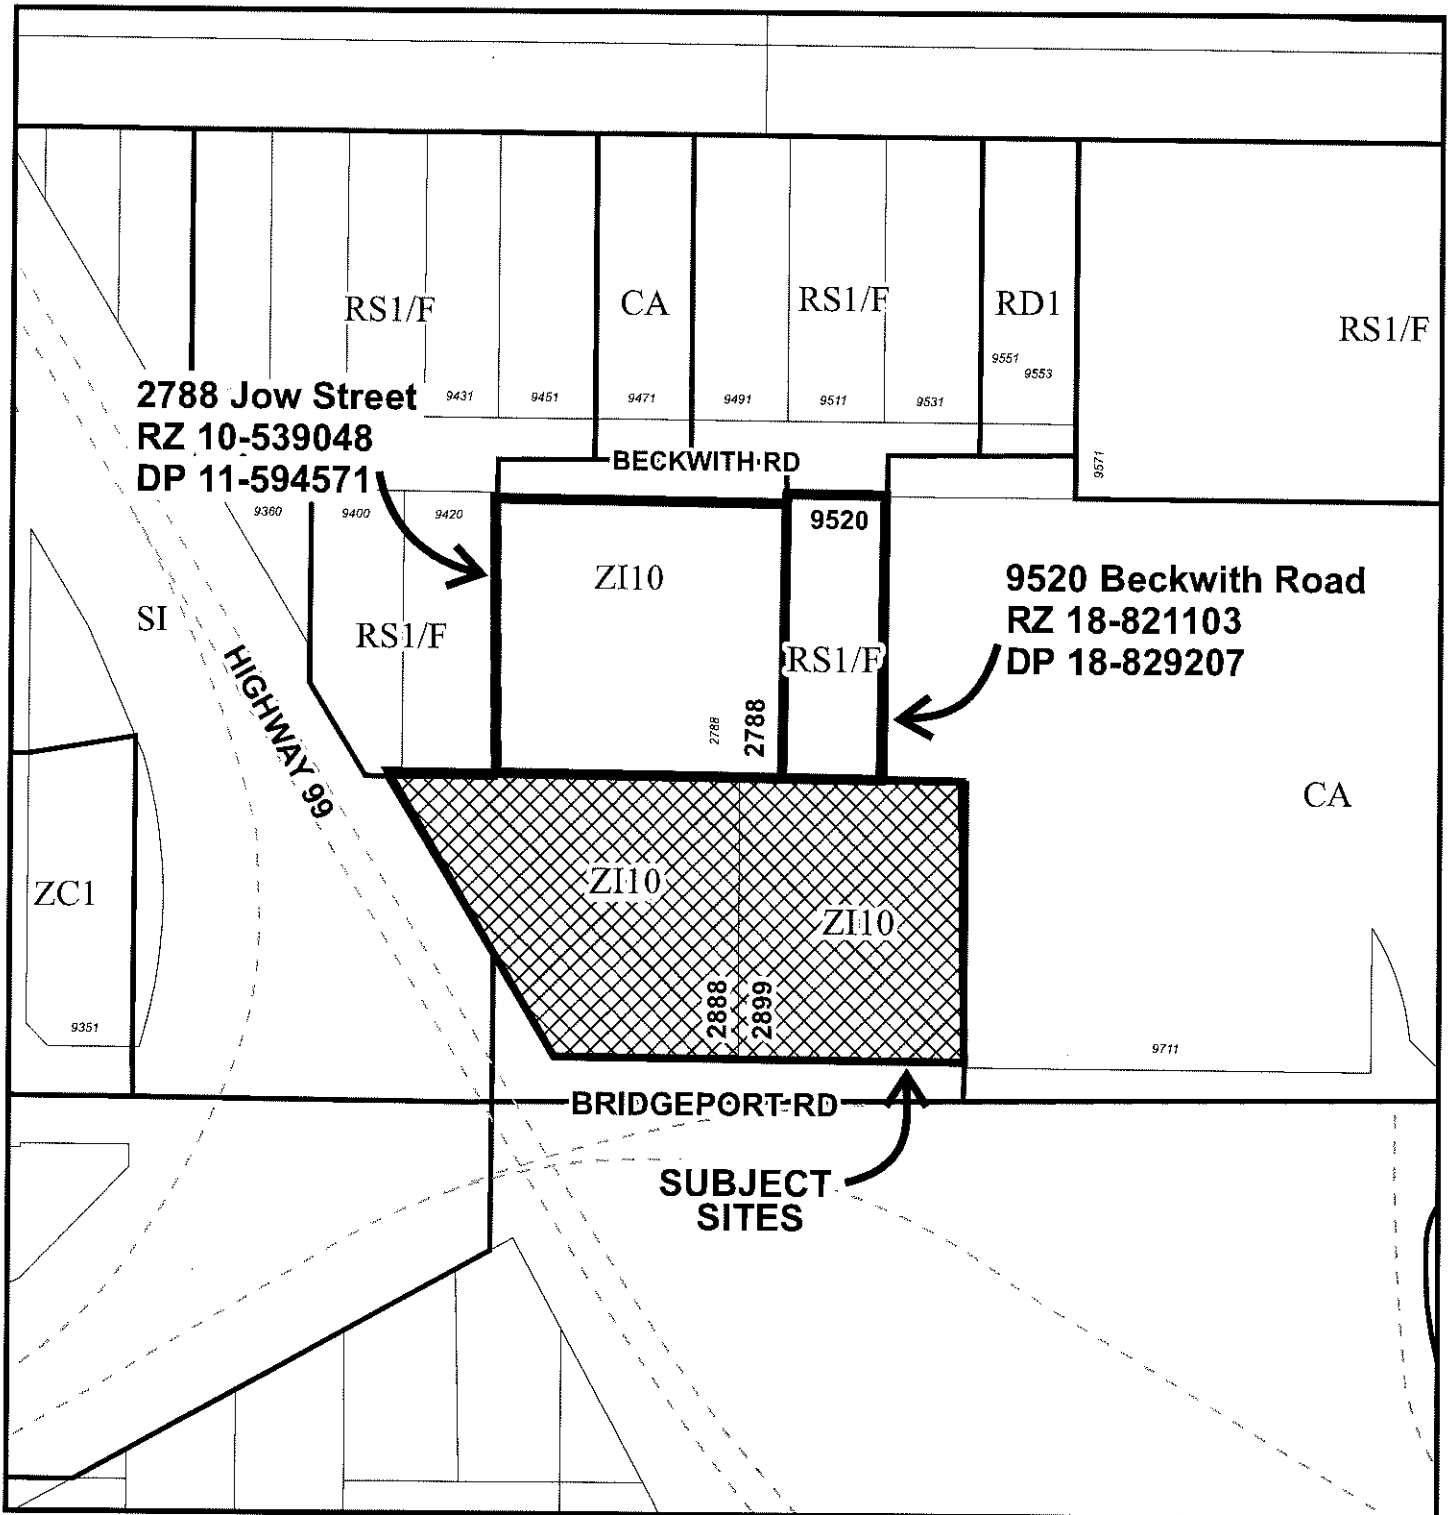 RS1/F
CA
RS1/F
RD1
RS1/F
9551
9553
2788 Jow Street
RZ 10-539048
DP 11-594571
9431
9451
9471
9491
9511
9531
BECKWITH RD
9571
9360
9400
9420
9520
ZI10
9520 Beckwith Road
RZ 18-821103
DP 18-829207
SI
RS1/F
RS1/F
HIGHWAY 99
2788
2788
CA
ZC1
ZI10
ZI10
2888
2899
9351
9711
BRIDGEPORT RD
SUBJECT
SITES